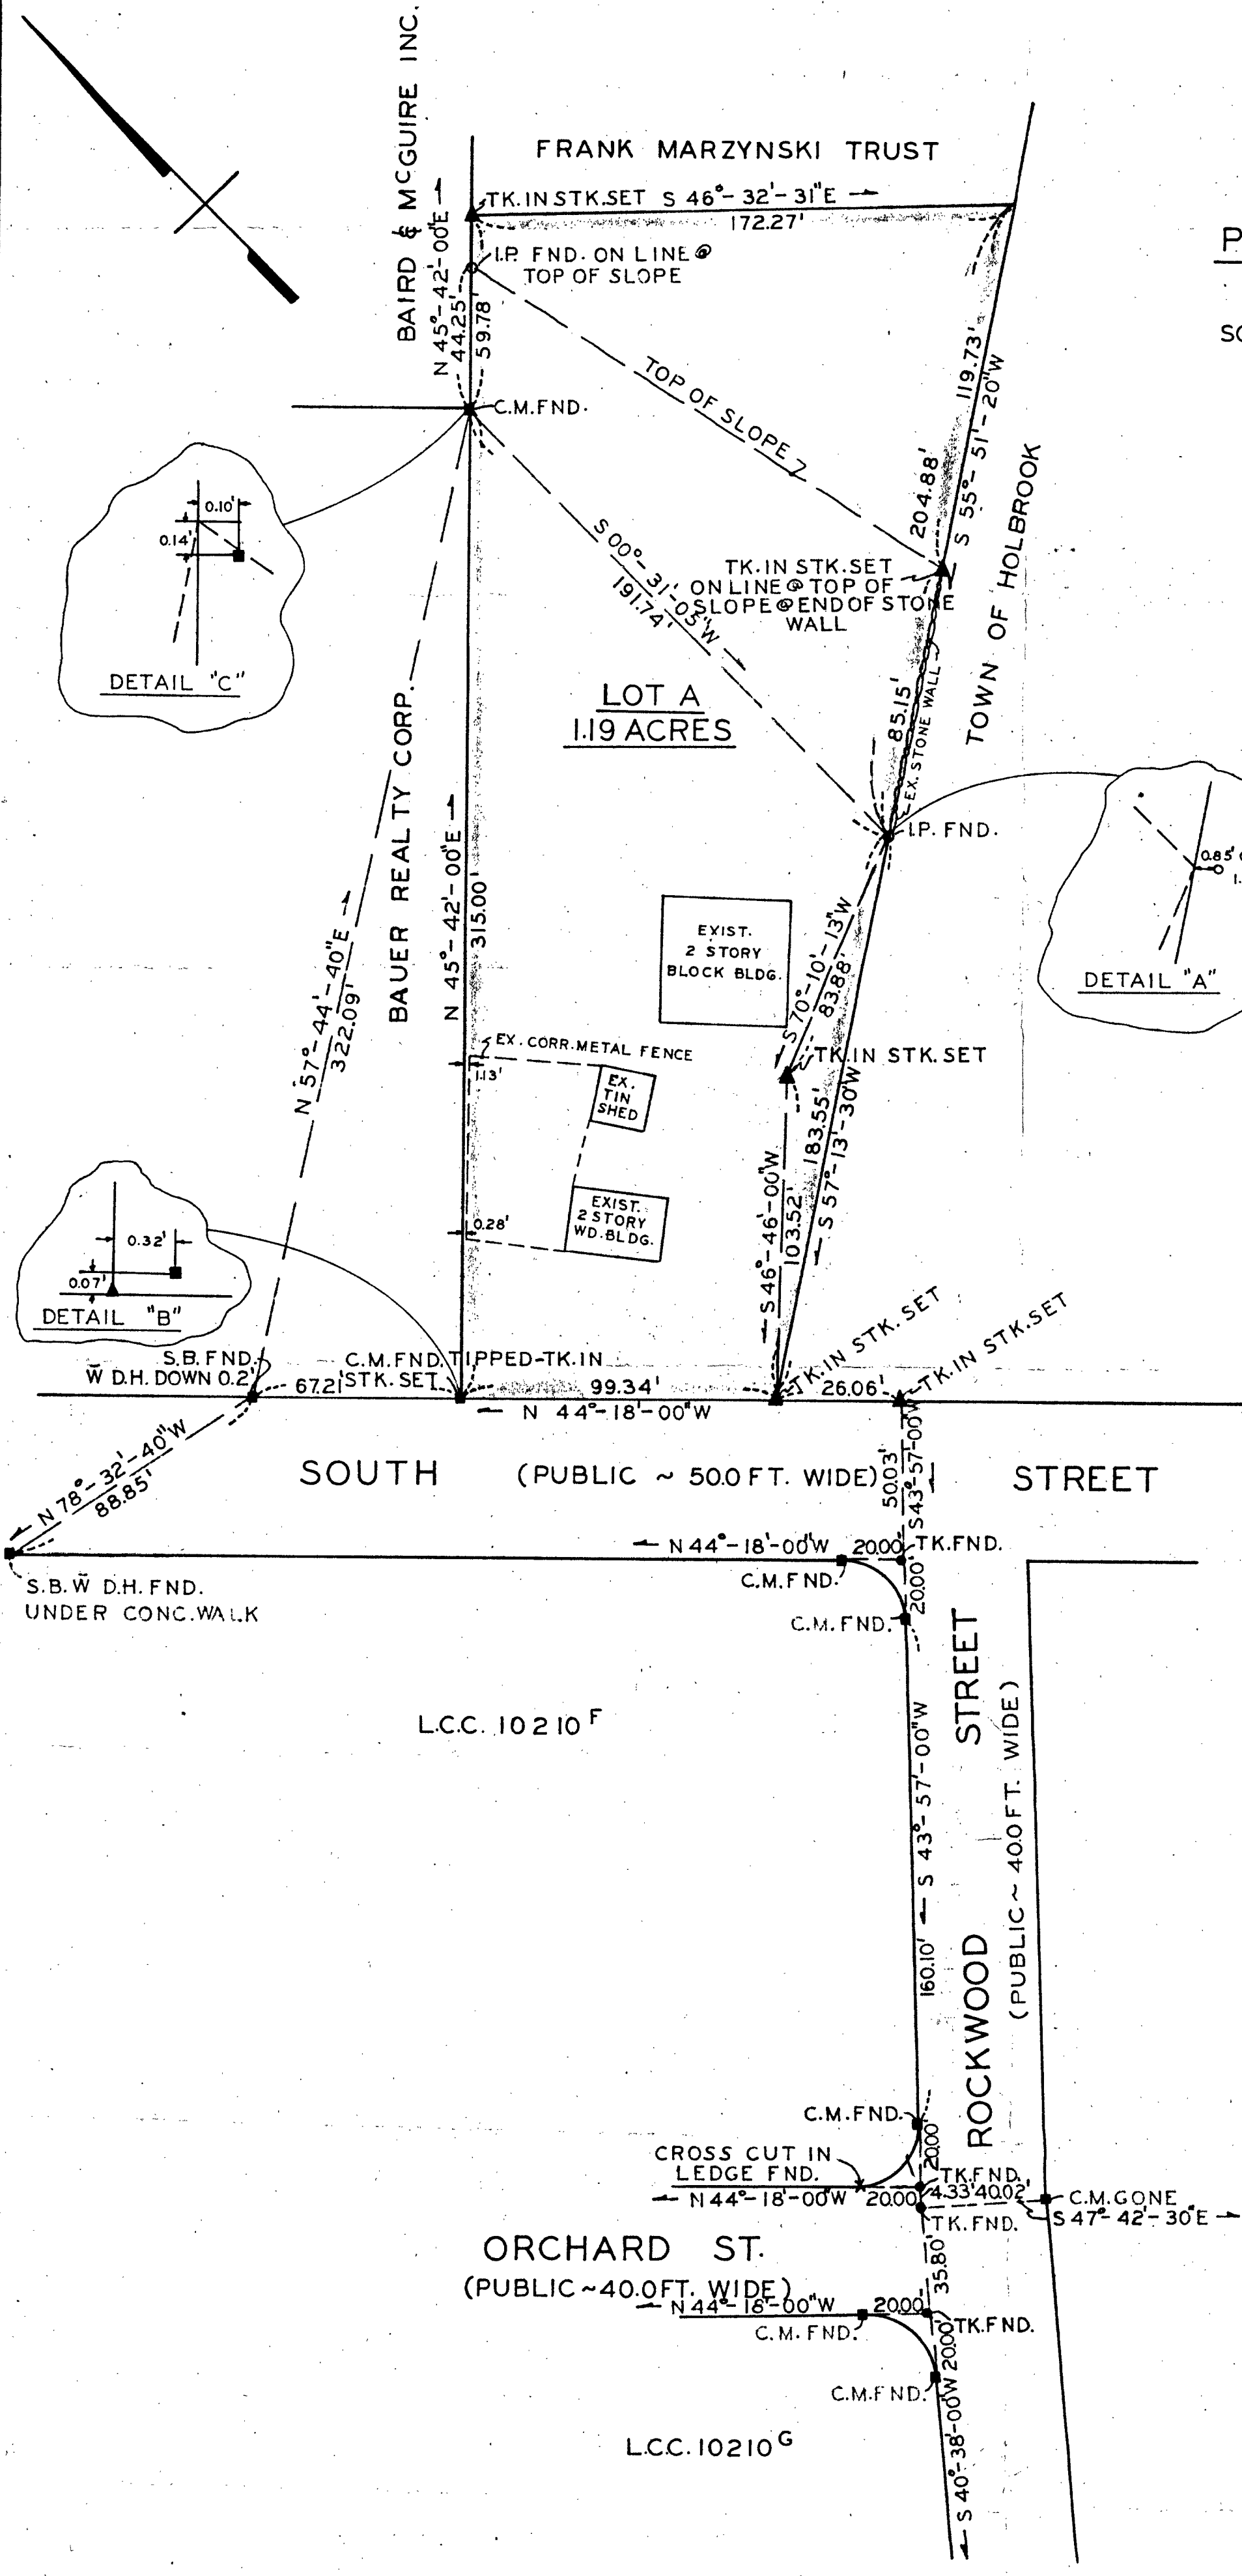 BAIRD & McGUIRE INC.
FRANK MARZYNSKI TRUST
TK. IN STK. SET S 46°-32'-31"E
172.27'
P
SC
I.P. FND. ON LINE @
TOP OF SLOPE
N 45°-42'-00"E
44.25'
59.78'
C.M. FND.
TOP OF SLOPE
119.73'
204.88'
S 55°-51'-20"W
TOWN OF HOLBROOK
0.10'
0.14'
DETAIL "C"
S 00°-31'-05"W
191.74'
TK. IN STK. SET
ON LINE @ TOP OF
SLOPE @ END OF STONE
WALL
LOT A
1.19 ACRES
85.15'
EX. STONE WALL
I.P. FND.
0.85'
1.
DETAIL "A"
BAUER REALTY CORP.
N 45°-42'-00"E
315.00'
N 57°-44'-40"E
322.09'
EXIST.
2 STORY
BLOCK BLDG.
S 70°-10'-13"W
83.88'
TK. IN STK. SET
EX. CORR. METAL FENCE
1.13'
EX.
TIN
SHED
183.55'
S 57°-13'-30"W
S 46°-46'-00"W
103.52'
EXIST.
2 STORY
WD. BLDG.
0.28'
0.32'
0.07'
DETAIL "B"
S.B. FND.
W̄ D.H. DOWN 0.2'
C.M. FND. TIPPED-TK. IN
STK. SET
67.21'
99.34'
TK. IN STK. SET
26.06'
TK. IN STK. SET
N 44°-18'-00"W
N 78°-32'-40"W
88.85'
SOUTH (PUBLIC ~ 50.0 FT. WIDE) STREET
50.03'
S 43°-57'-00"W
N 44°-18'-00"W 20.00' TK. FND.
C.M. FND.
20.00'
C.M. FND.
S.B. W̄ D.H. FND.
UNDER CONC. WALK
L.C.C. 10210 F
160.10' S 43°-57'-00"W
ROCKWOOD STREET
(PUBLIC ~ 40.0 FT. WIDE)
C.M. FND.
20.00'
CROSS CUT IN
LEDGE FND.
TK. FND.
N 44°-18'-00"W 20.00'
4.33' 40.02'
C.M. GONE
TK. FND.
S 47°-42'-30"E
ORCHARD ST.
(PUBLIC ~ 40.0 FT. WIDE)
35.80'
N 44°-18'-00"W 20.00'
TK. FND.
C.M. FND.
20.00'
C.M. FND.
S 40°-38'-00"W
L.C.C. 10210 G